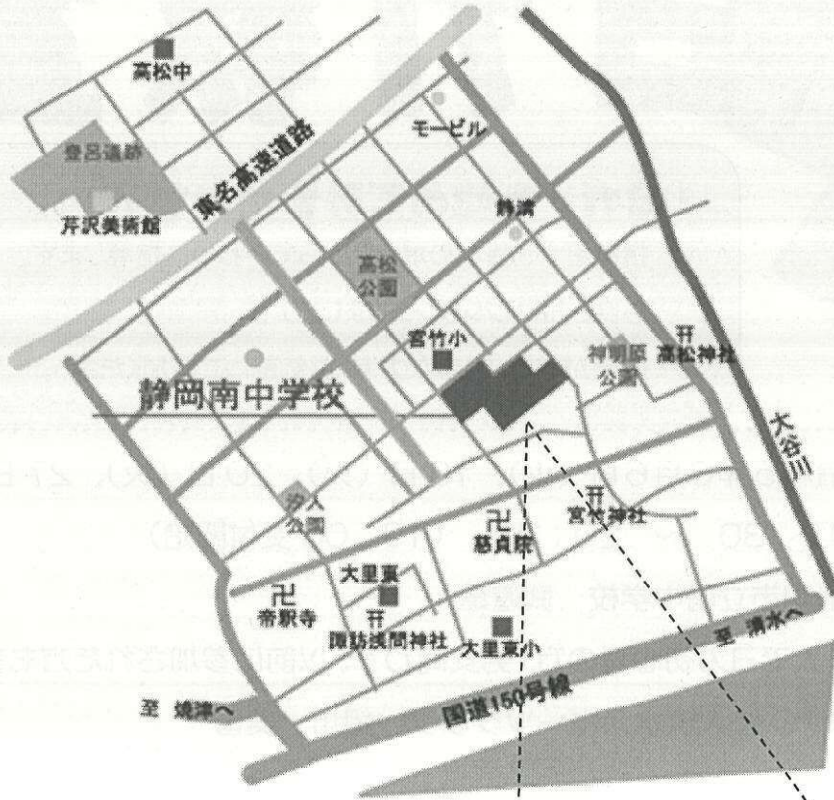 高松中
登呂遺跡
芹沢美術館
東名高速道路
モービル
静清
高松
公園
宮竹小
神明原
公園
高松神社
静岡南中学校
大谷川
汐入
公園
慈貞院
宮竹神社
大里東
帝釈寺
諏訪浅間神社
大里東小
至 清水へ
至 焼津へ
国道150号線